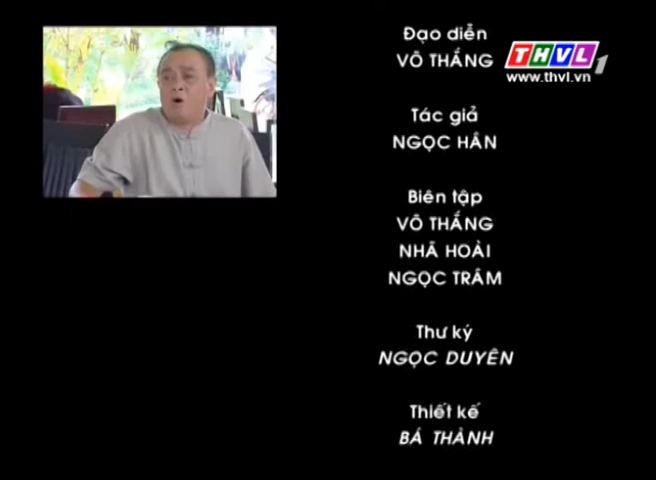 Đạo diễn
VÕ THẮNG
THVL1
www.thvl.vn
Tác giả
NGỌC HÂN
Biên tập
VÕ THẮNG
NHÃ HOÀI
NGỌC TRÂM
Thư ký
NGỌC DUYÊN
Thiết kế
BÁ THÀNH